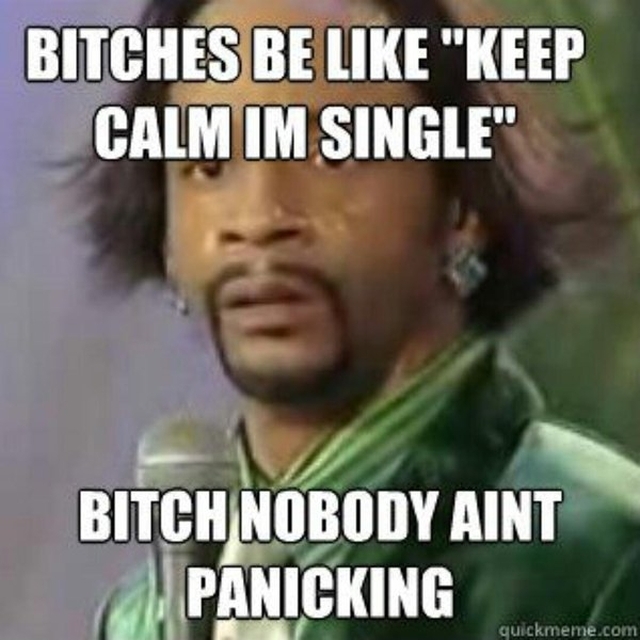 BITCHES BE LIKE "KEEP
CALM IM SINGLE"
BITCH NOBODY AINT
PANICKING
quickmeme.com